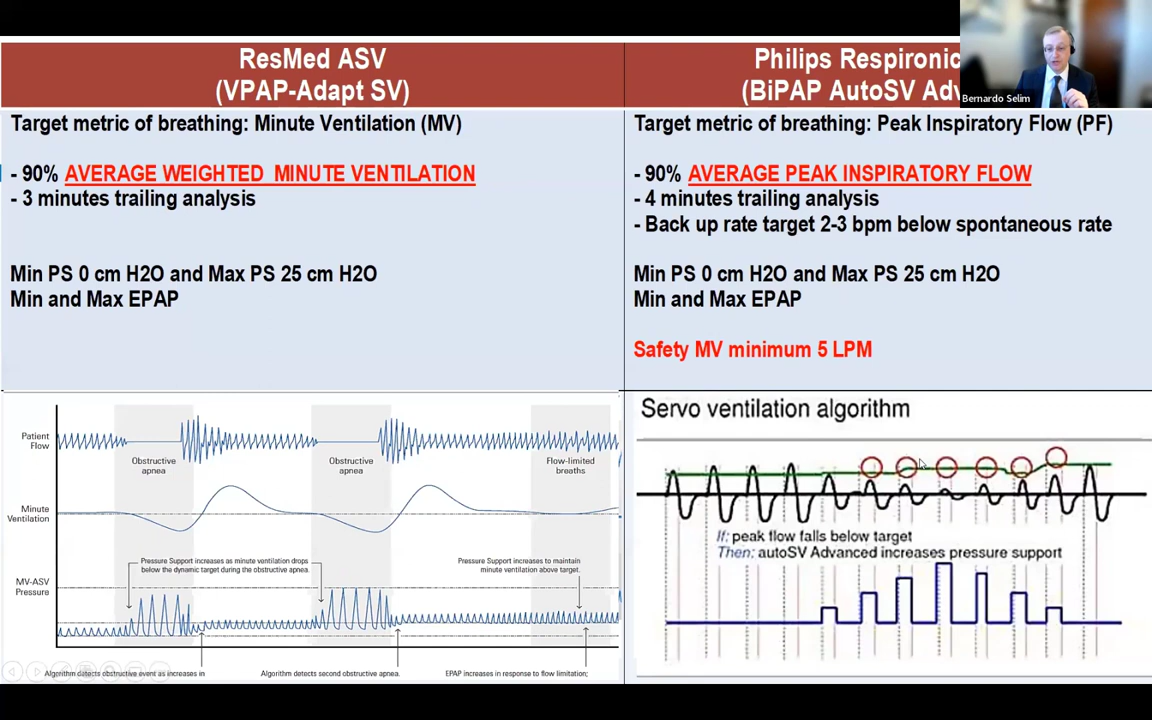 ResMed ASV
(VPAP-Adapt SV)
Target metric of breathing: Minute Ventilation (MV)
- 90% AVERAGE WEIGHTED MINUTE VENTILATION
- 3 minutes trailing analysis
Min PS 0 cm H2O and Max PS 25 cm H2O
Min and Max EPAP
Philips Respironic
(BiPAP AutoSV Adv
Bernardo Selim
Target metric of breathing: Peak Inspiratory Flow (PF)
- 90% AVERAGE PEAK INSPIRATORY FLOW
- 4 minutes trailing analysis
- Back up rate target 2-3 bpm below spontaneous rate
Min PS 0 cm H2O and Max PS 25 cm H2O
Min and Max EPAP
Safety MV minimum 5 LPM
Patient
Flow
Obstructive
apnea
Obstructive
apnea
Flow-limited
breaths
Minute
Ventilation
Pressure Support increases as minute ventilation drops
below the dynamic target during the obstructive apnea.
Pressure Support increases to maintain
minute ventilation above target.
MV-ASV
Pressure
Algorithm detects obstructive event as increases in
Algorithm detects second obstructive apnea.
EPAP increases in response to flow limitation;
Servo ventilation algorithm
If: peak flow falls below target
Then: autoSV Advanced increases pressure support